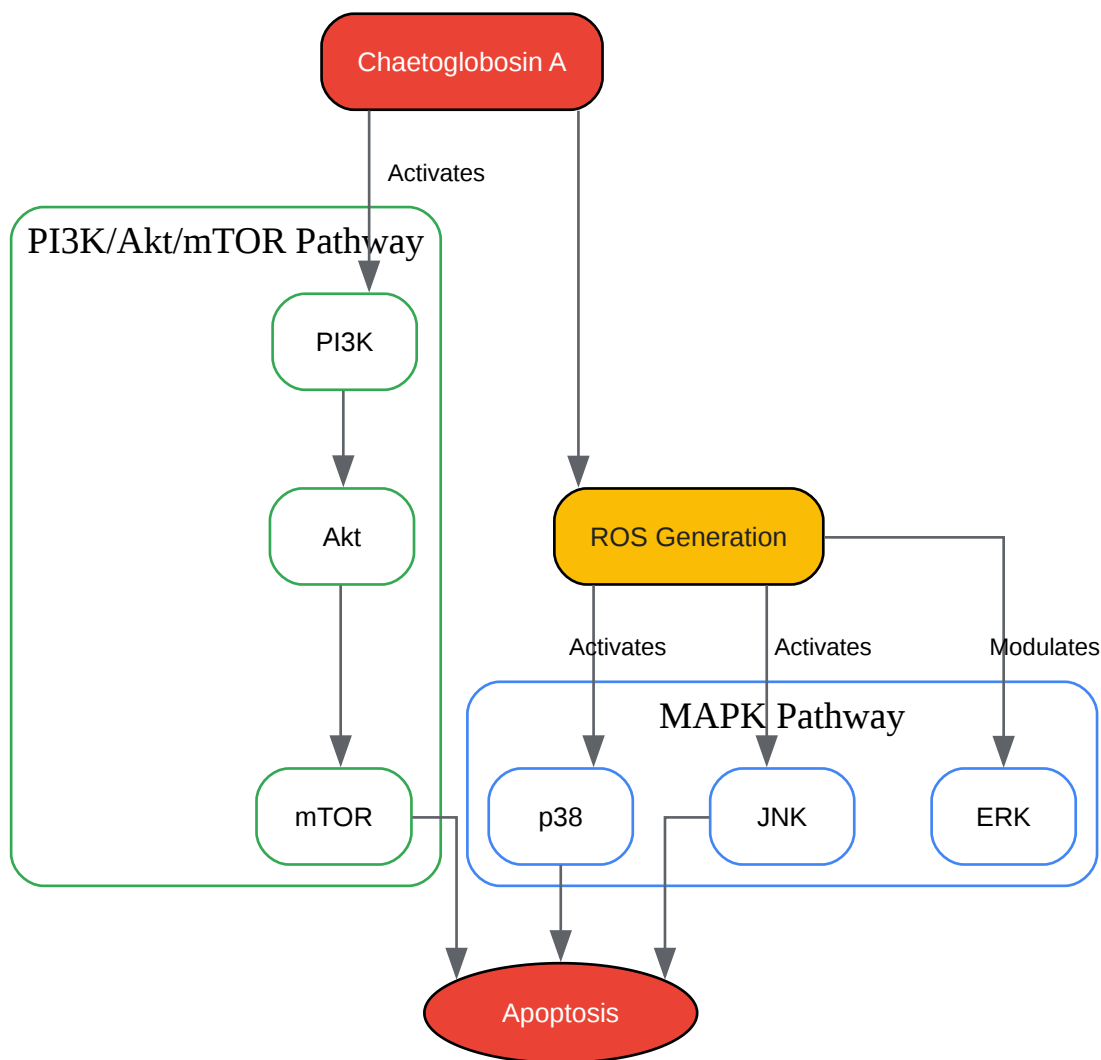 Chaetoglobosin A
Activates
PI3K/Akt/mTOR Pathway
PI3K
Akt
ROS Generation
Activates
Activates
Modulates
MAPK Pathway
mTOR
p38
JNK
ERK
Apoptosis